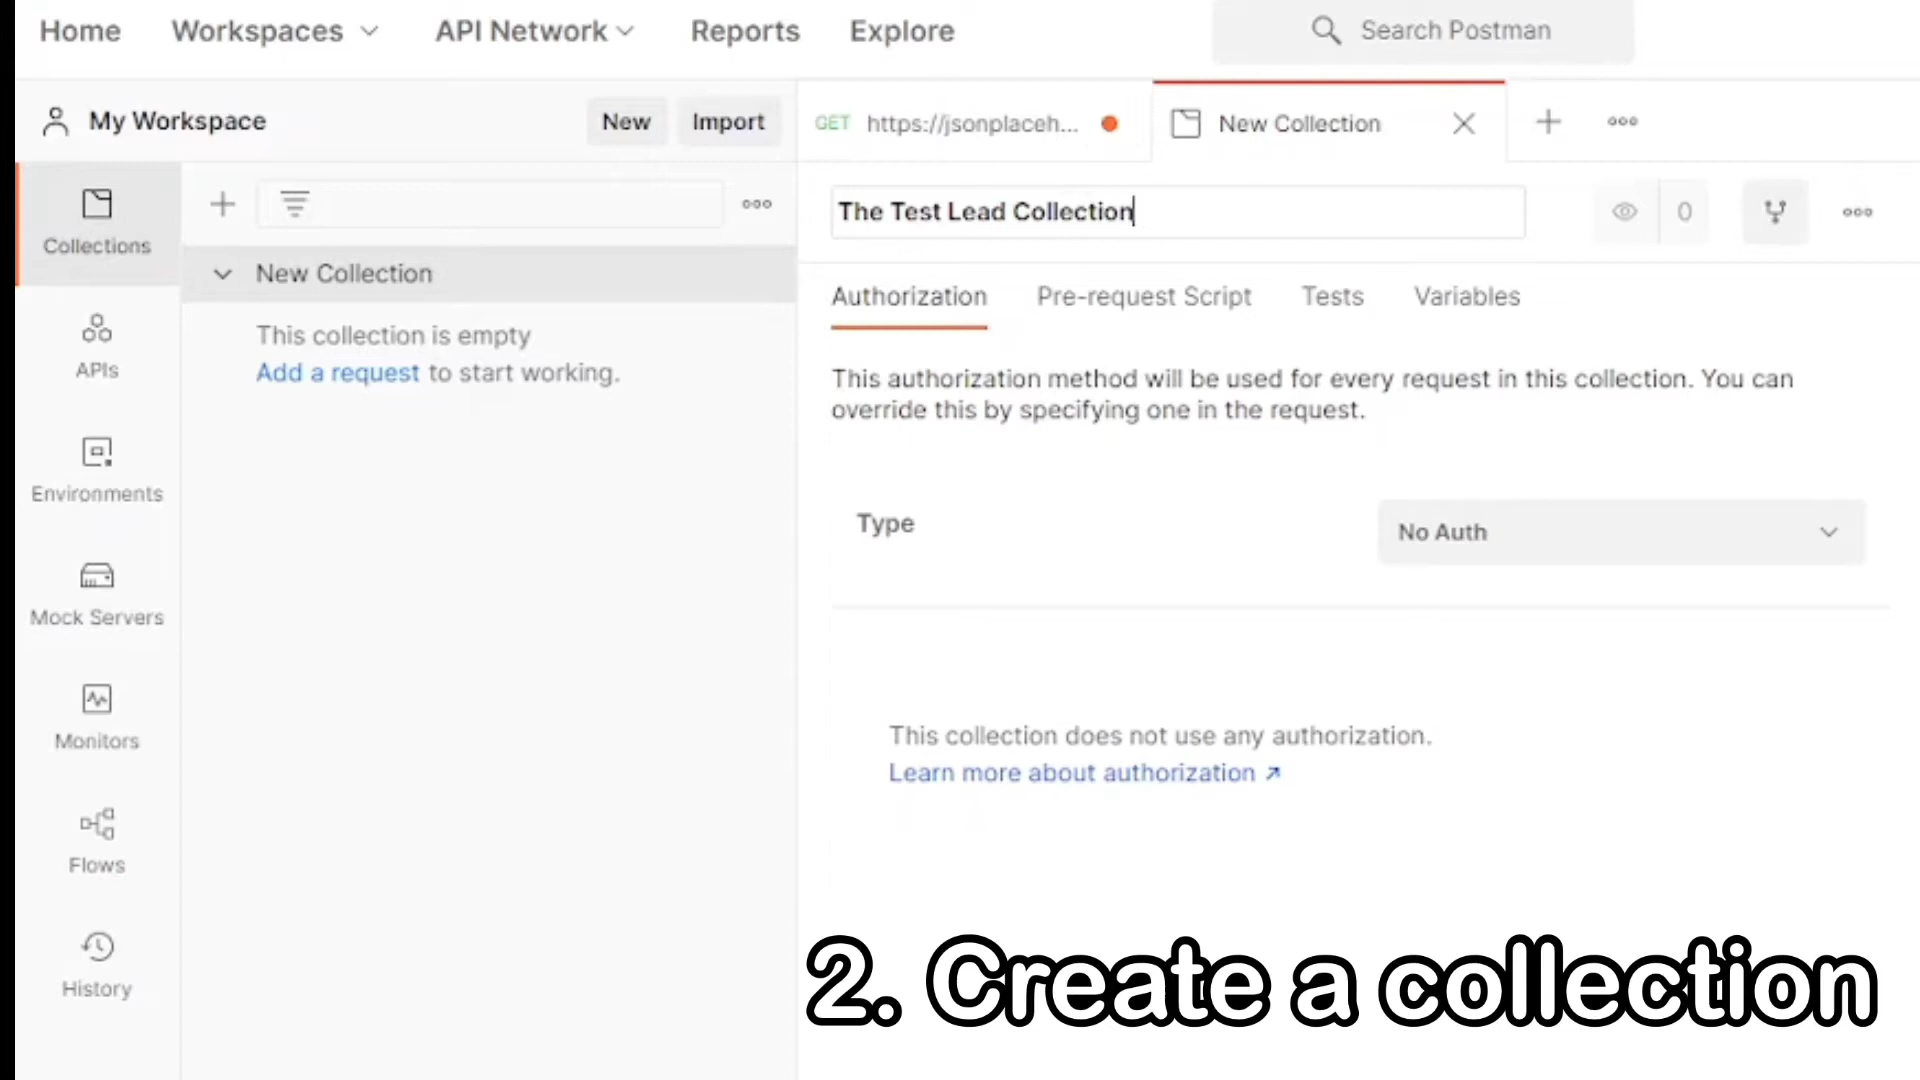 Home Workspaces API Network Reports Explore Search Postman
My Workspace New Import
GET https://jsonplaceh... New Collection
Collections
The Test Lead Collection
0
New Collection
This collection is empty
Add a request to start working.
Authorization Pre-request Script Tests Variables
This authorization method will be used for every request in this collection. You can
override this by specifying one in the request.
APIs
Environments
Type No Auth
Mock Servers
Monitors
This collection does not use any authorization.
Learn more about authorization ↗
Flows
History
2. Create a collection